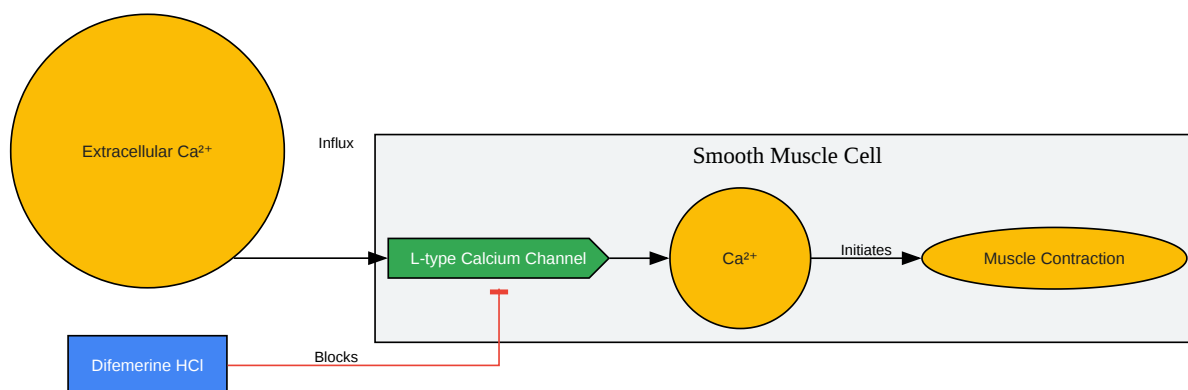 Extracellular Ca²⁺
Influx
Smooth Muscle Cell
L-type Calcium Channel
Ca²⁺
Initiates
Muscle Contraction
Difemerine HCl
Blocks